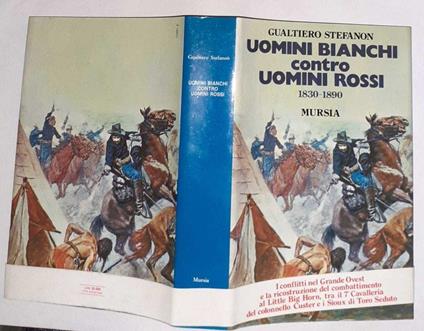 GUALTIERO STEFANON
UOMINI BIANCHI
contro
UOMINI ROSSI
1830-1890
MURSIA
I conflitti nel Grande Ovest
e la ricostruzione del combattimento
al Little Big Horn, tra il 7° Cavalleria
del colonnello Custer e i Sioux di Toro Seduto
Gualtiero Stefanon
UOMINI BIANCHI
CONTRO
UOMINI ROSSI
Mursia